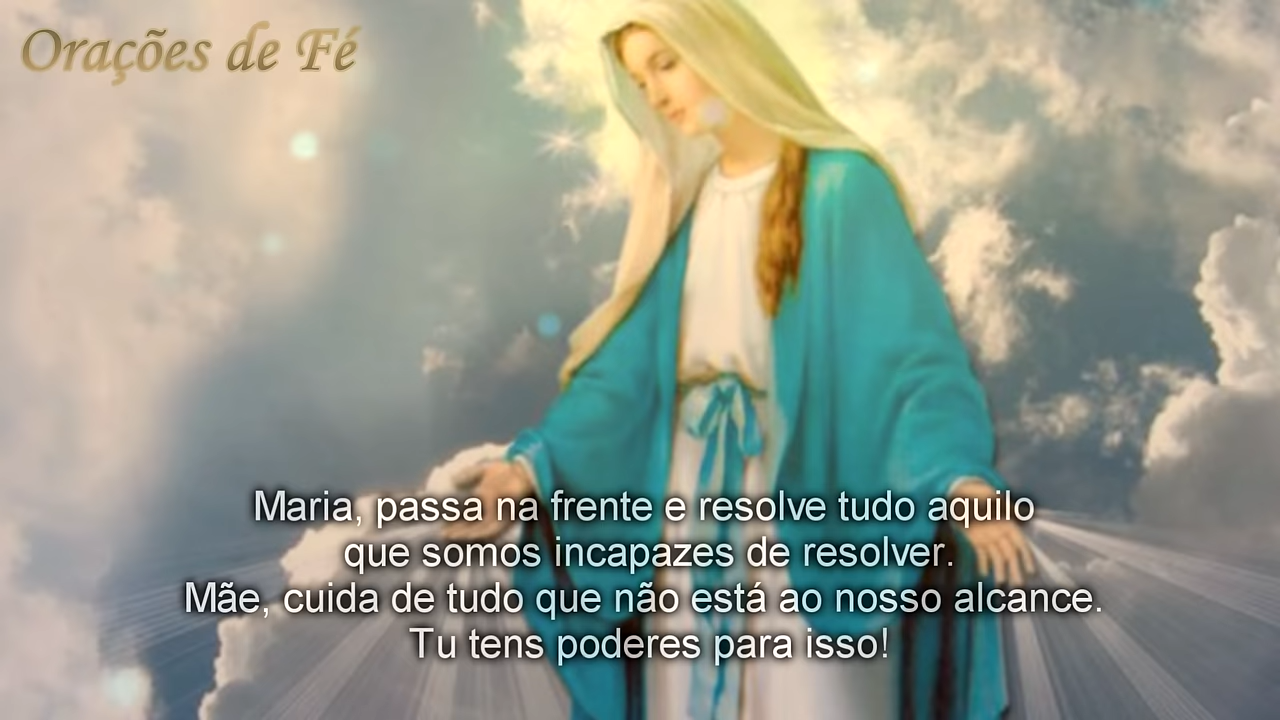 Orações de Fé
Maria, passa na frente e resolve tudo aquilo
que somos incapazes de resolver.
Mãe, cuida de tudo que não está ao nosso alcance.
Tu tens poderes para isso!